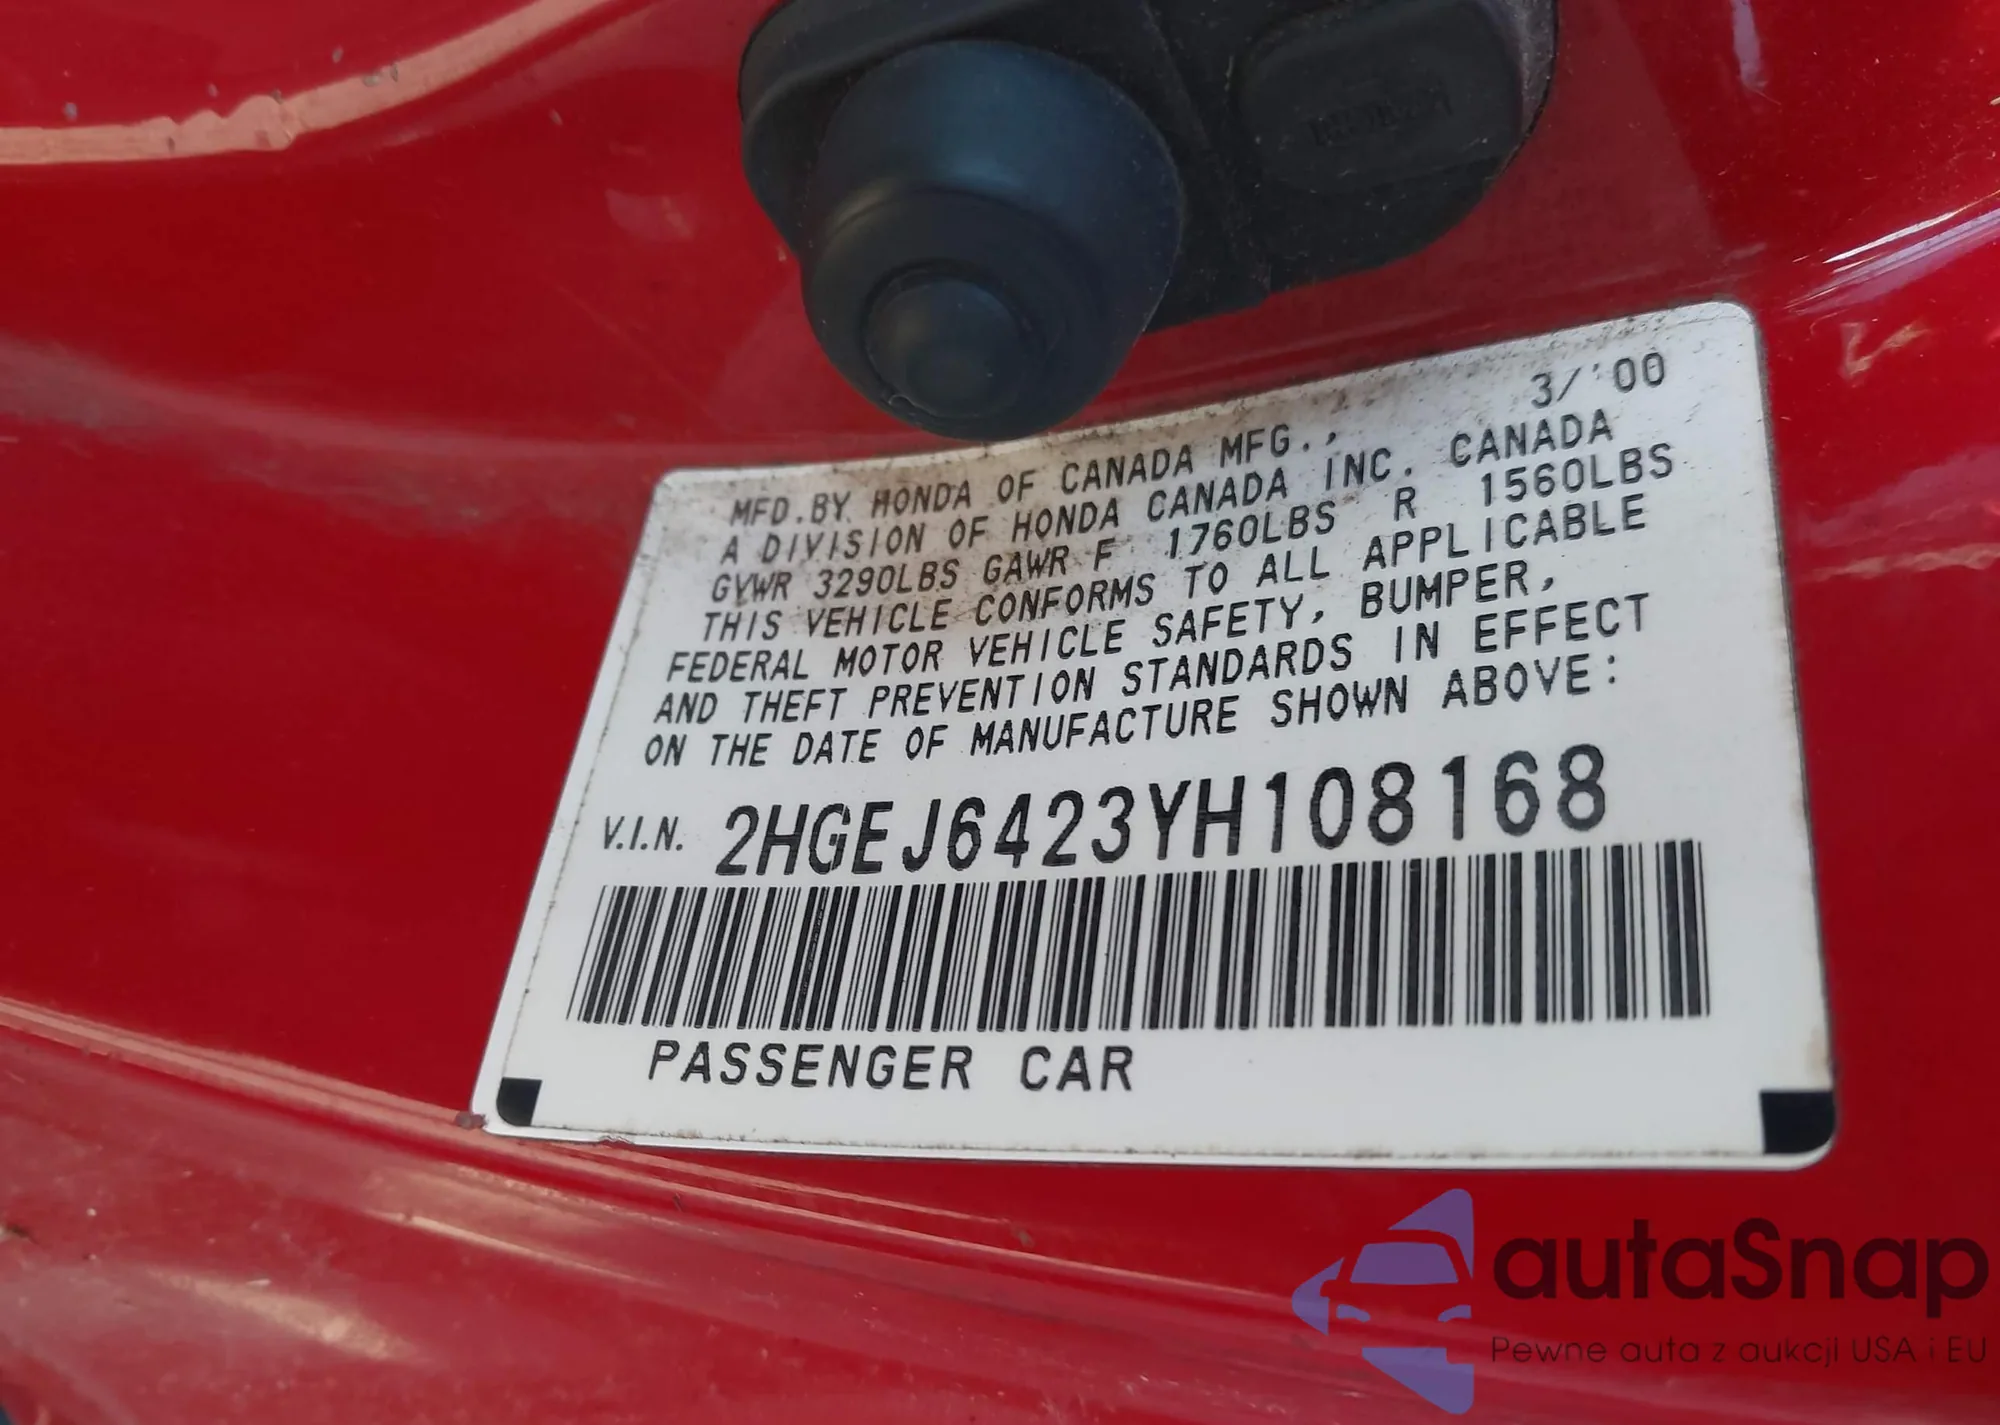 3/'00
MFD.BY HONDA OF CANADA MFG.,
A DIVISION OF HONDA CANADA INC. CANADA
GVWR 3290LBS GAWR F 1760LBS R 1560LBS
THIS VEHICLE CONFORMS TO ALL APPLICABLE
FEDERAL MOTOR VEHICLE SAFETY, BUMPER,
AND THEFT PREVENTION STANDARDS IN EFFECT
ON THE DATE OF MANUFACTURE SHOWN ABOVE:
V.I.N. 2HGEJ6423YH108168
PASSENGER CAR
autaSnap
Pewne auta z aukcji USA i EU